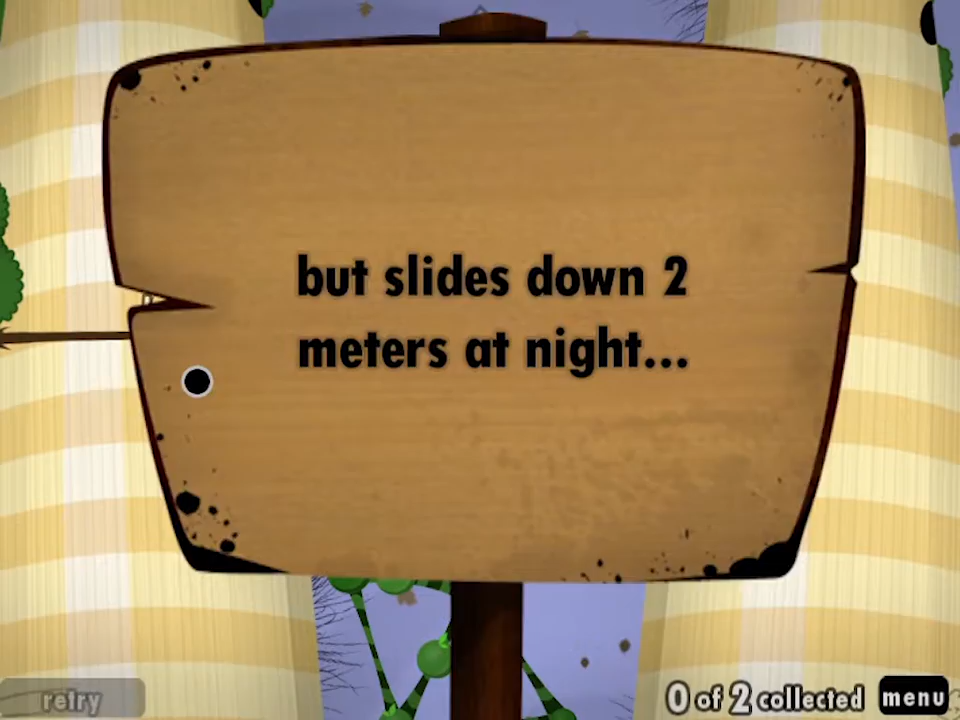 but slides down 2
meters at night...
retry
0 of 2 collected
menu